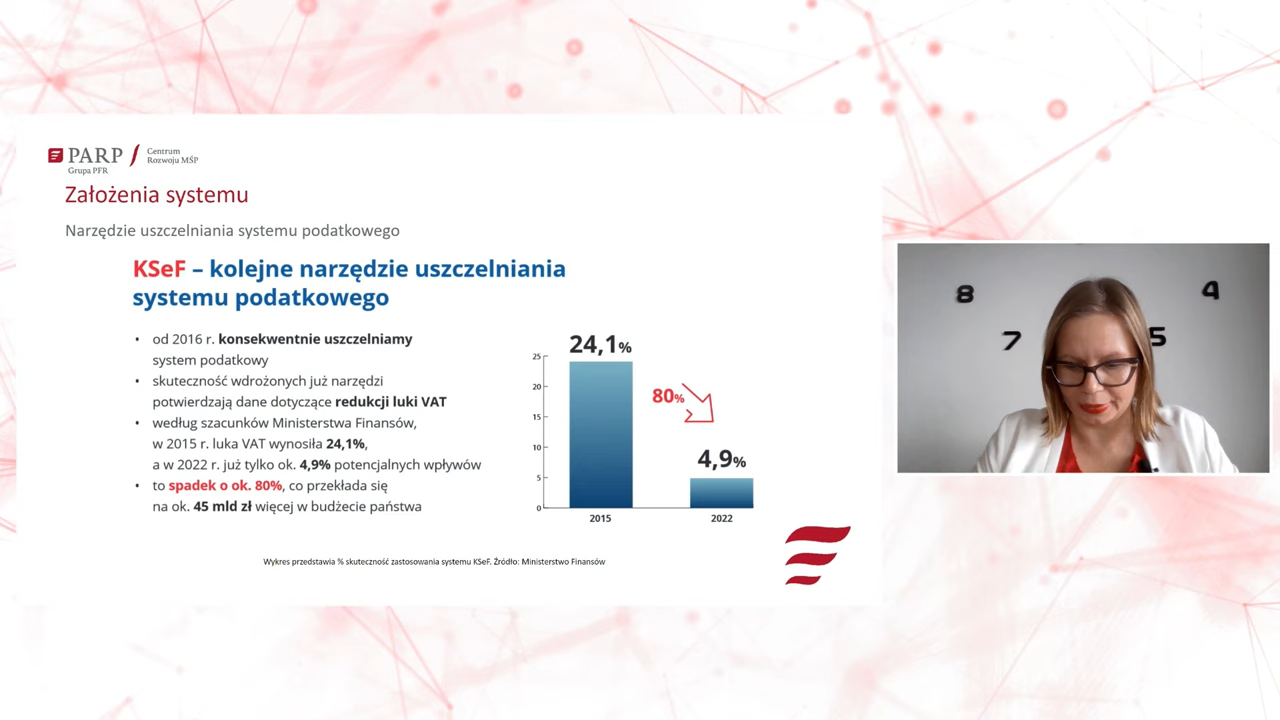 PARP
Grupa PFR
Centrum
Rozwoju MŚP
Założenia systemu
Narzędzie uszczelniania systemu podatkowego
KSeF – kolejne narzędzie uszczelniania
systemu podatkowego
• od 2016 r. konsekwentnie uszczelniamy
system podatkowy
• skuteczność wdrożonych już narzędzi
potwierdzają dane dotyczące redukcji luki VAT
• według szacunków Ministerstwa Finansów,
w 2015 r. luka VAT wynosiła 24,1%,
a w 2022 r. już tylko ok. 4,9% potencjalnych wpływów
• to spadek o ok. 80%, co przekłada się
na ok. 45 mld zł więcej w budżecie państwa
24,1%
80%
4,9%
25
20
15
10
5
0
2015
2022
Wykres przedstawia % skuteczność zastosowania systemu KSeF. Źródło: Ministerstwo Finansów
8
4
7
5